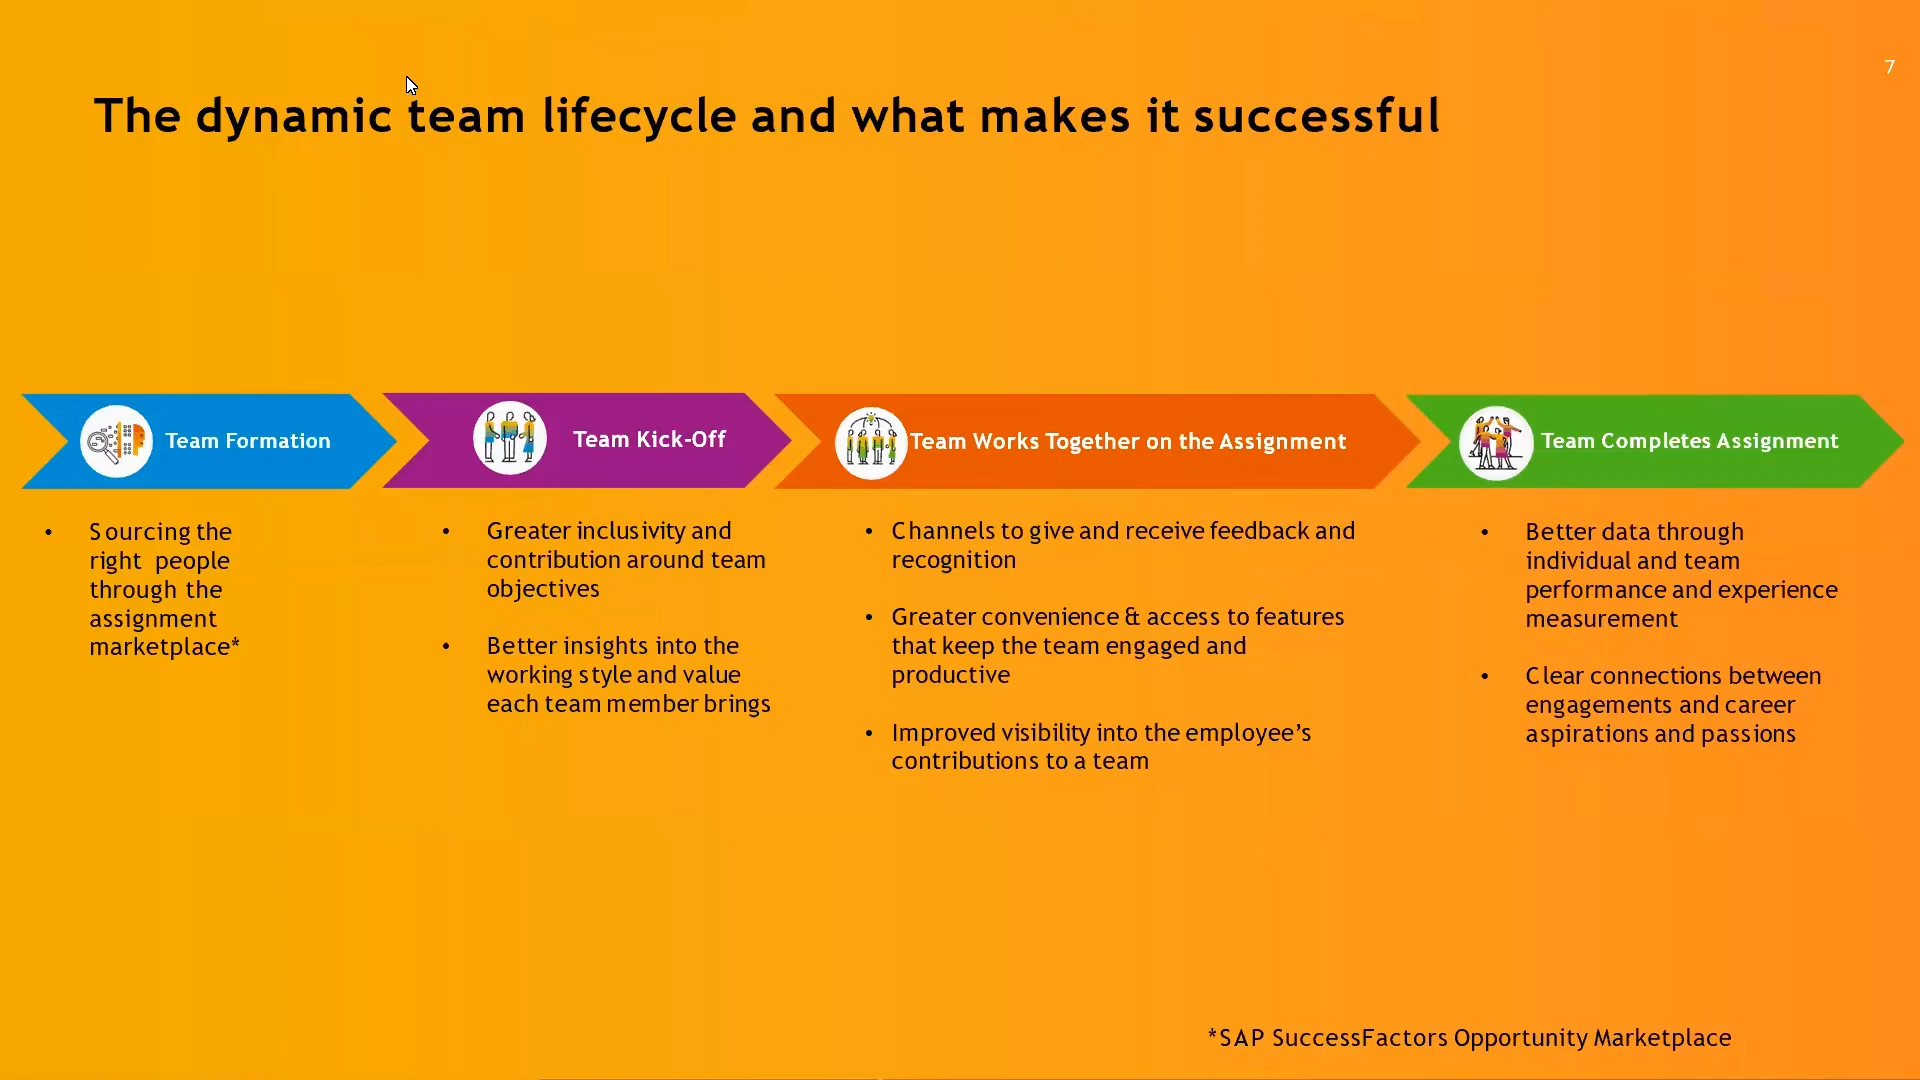 7
The dynamic team lifecycle and what makes it successful
Team Formation
• Sourcing the
right people
through the
assignment
marketplace*
Team Kick-Off
• Greater inclusivity and
contribution around team
objectives
• Better insights into the
working style and value
each team member brings
Team Works Together on the Assignment
• Channels to give and receive feedback and
recognition
• Greater convenience & access to features
that keep the team engaged and
productive
• Improved visibility into the employee’s
contributions to a team
Team Completes Assignment
• Better data through
individual and team
performance and experience
measurement
• Clear connections between
engagements and career
aspirations and passions
*SAP SuccessFactors Opportunity Marketplace